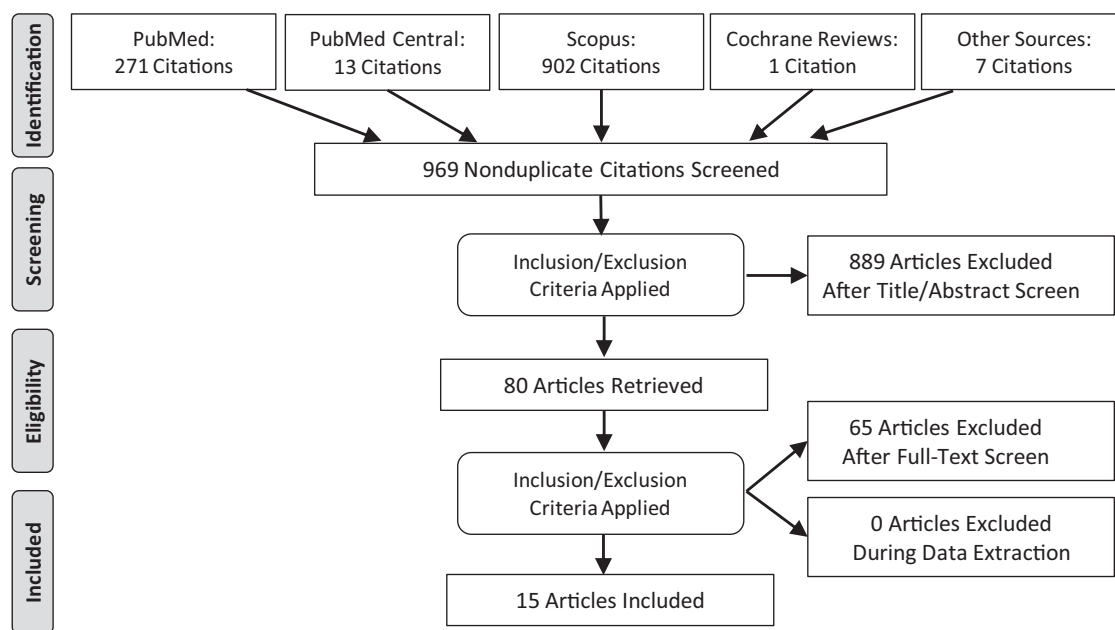 Identification
PubMed:
271 Citations
PubMed Central:
13 Citations
Scopus:
902 Citations
Cochrane Reviews:
1 Citation
Other Sources:
7 Citations
969 Nonduplicate Citations Screened
Screening
Inclusion/Exclusion
Criteria Applied
889 Articles Excluded
After Title/Abstract Screen
Eligibility
80 Articles Retrieved
Inclusion/Exclusion
Criteria Applied
65 Articles Excluded
After Full-Text Screen
0 Articles Excluded
During Data Extraction
Included
15 Articles Included